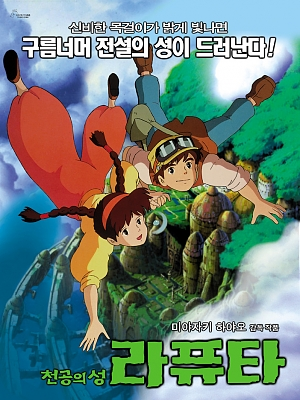 신비한 목걸이가 밝게 빛나면
구름너머 전설의 성이 드러난다!
미야자키 하야오 감독 작품
천공의 성 라퓨타